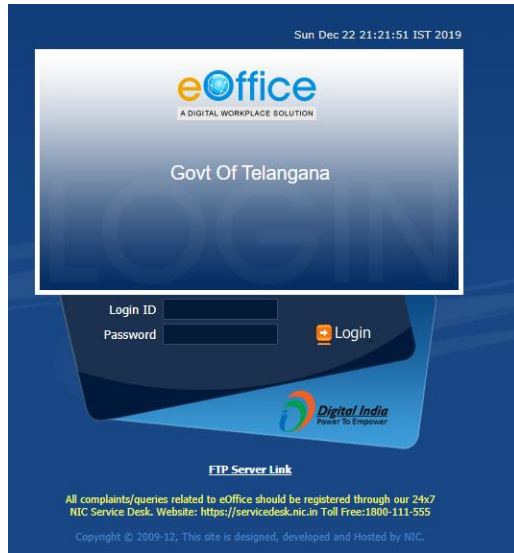 Sun Dec 22 21:21:51 IST 2019
eOffice
A DIGITAL WORKPLACE SOLUTION
Govt Of Telangana
LOGIN
Login ID
Password
Login
Digital India
Power To Empower
FTP Server Link
All complaints/queries related to eOffice should be registered through our 24x7
NIC Service Desk. Website: https://servicedesk.nic.in Toll Free:1800-111-555
Copyright © 2009-12, This site is designed, developed and Hosted by NIC.